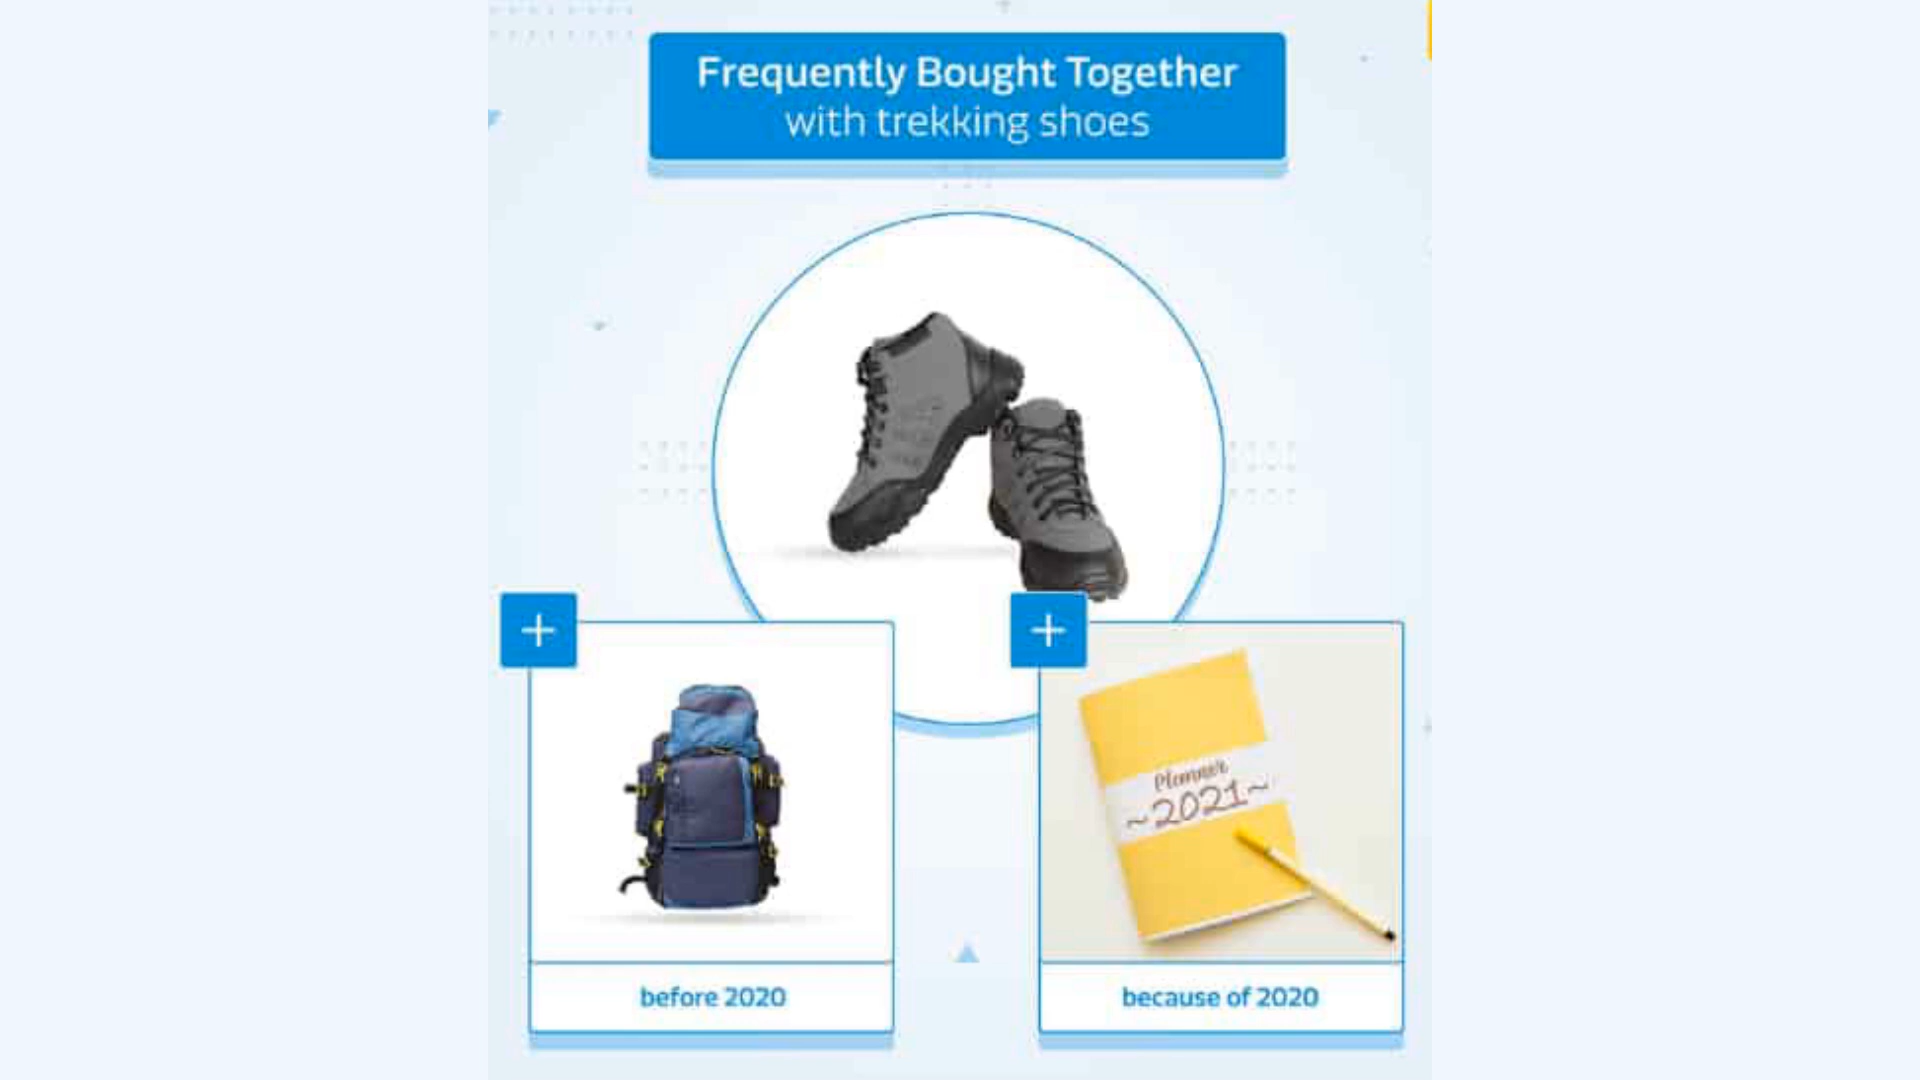 Frequently Bought Together
with trekking shoes
+
+
Planner
~2021~
before 2020
because of 2020